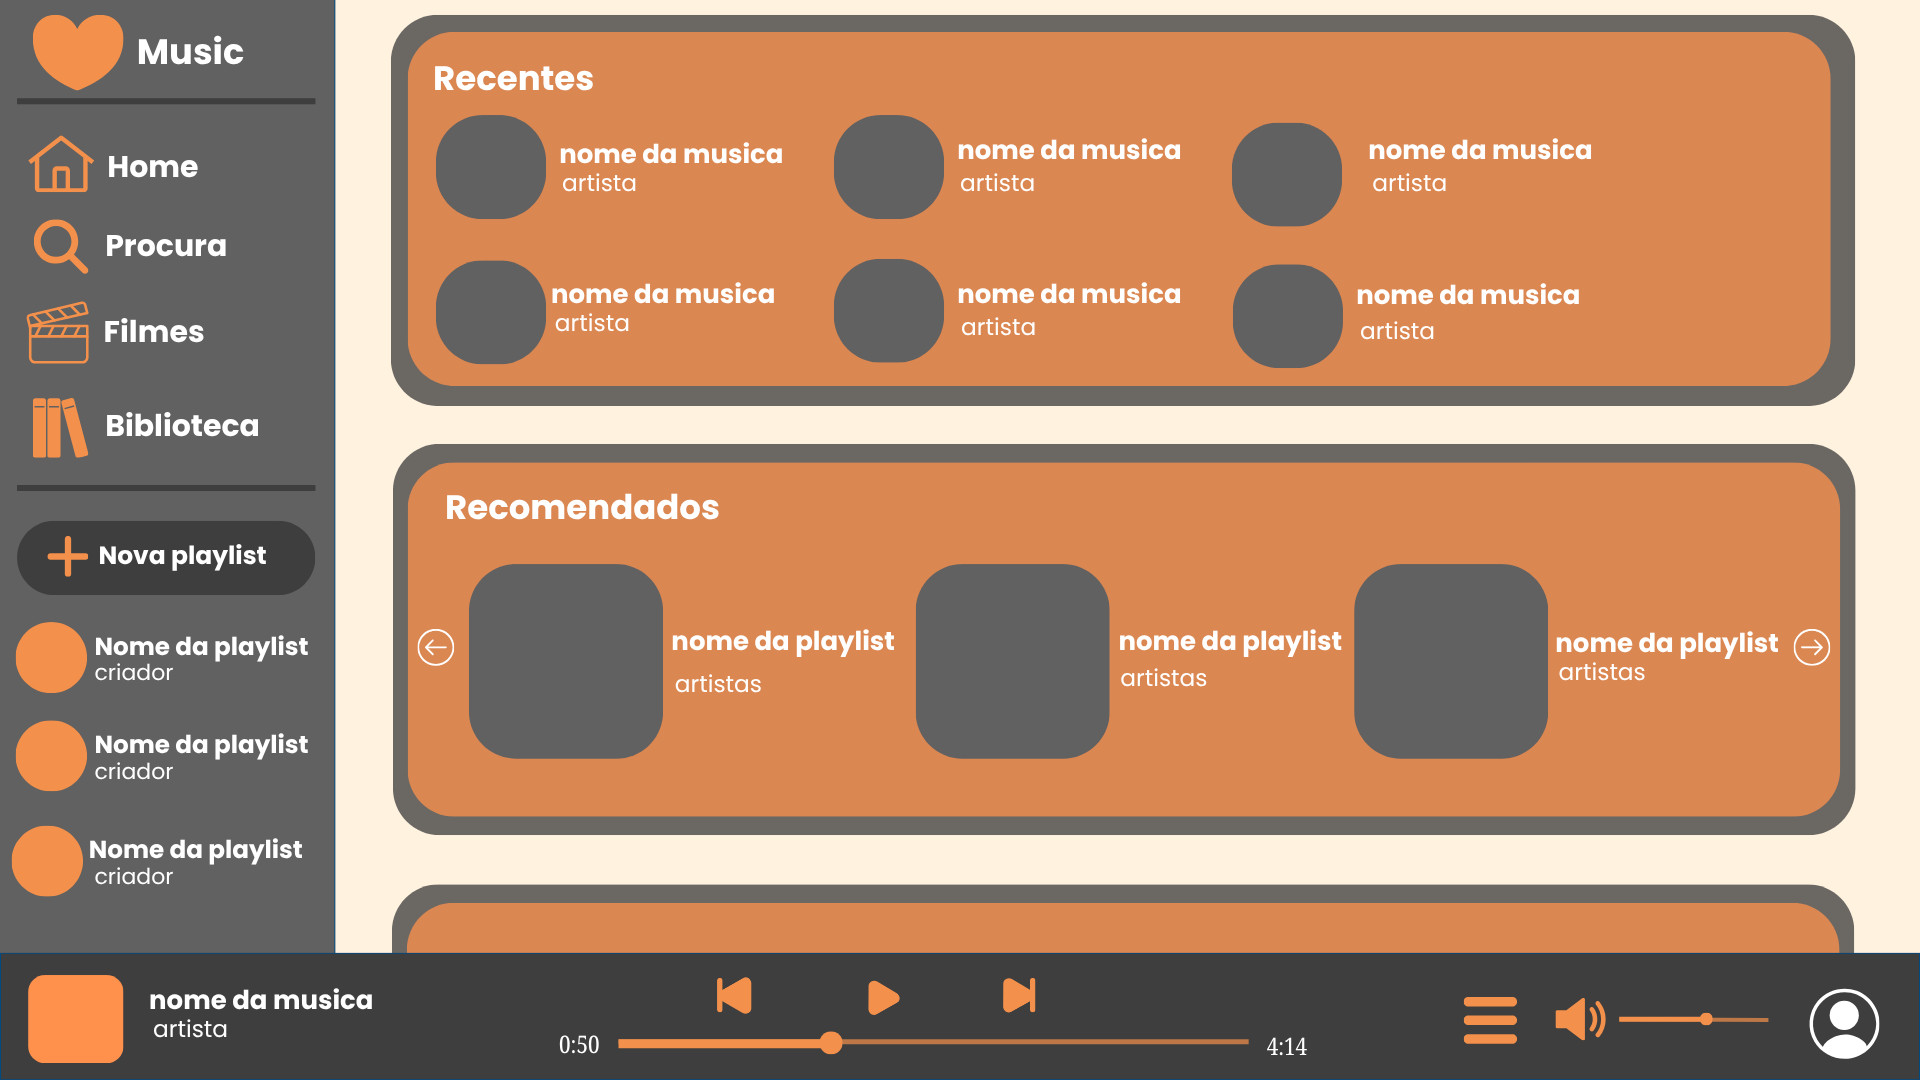 Music
Home
Procura
Filmes
Biblioteca
Nova playlist
Nome da playlist
criador
Nome da playlist
criador
Nome da playlist
criador
Recentes
nome da musica
artista
nome da musica
artista
nome da musica
artista
nome da musica
artista
nome da musica
artista
nome da musica
artista
Recomendados
nome da playlist
artistas
nome da playlist
artistas
nome da playlist
artistas
nome da musica
artista
0:50
4:14